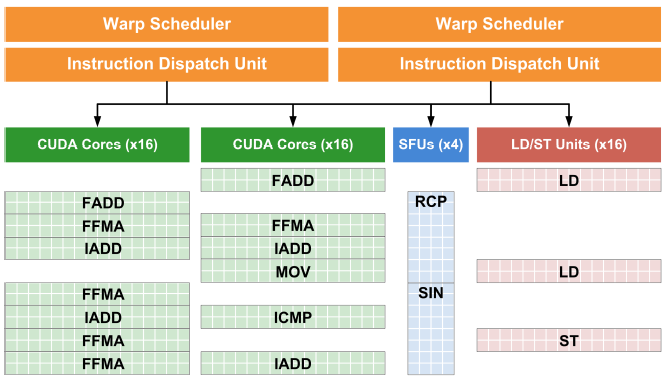 Warp Scheduler Warp Scheduler
Instruction Dispatch Unit Instruction Dispatch Unit
CUDA Cores (x16) CUDA Cores (x16) SFUs (x4) LD/ST Units (x16)
FADD LD
FADD RCP
FFMA FFMA
IADD IADD
MOV LD
FFMA SIN
IADD ICMP
FFMA ST
FFMA IADD